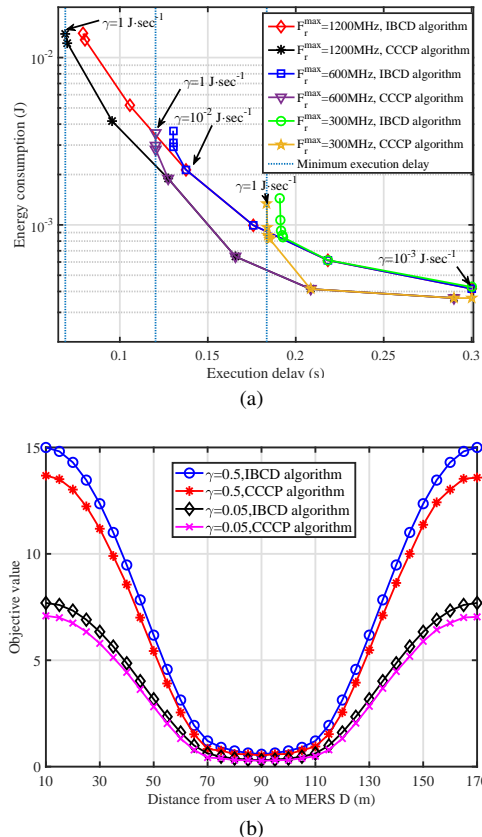 γ=1 J·sec⁻¹
10⁻²
γ=1 J·sec⁻¹
γ=10⁻² J·sec⁻¹
F_r^max=1200MHz, IBCD algorithm
F_r^max=1200MHz, CCCP algorithm
F_r^max=600MHz, IBCD algorithm
F_r^max=600MHz, CCCP algorithm
F_r^max=300MHz, IBCD algorithm
F_r^max=300MHz, CCCP algorithm
Minimum execution delay
γ=1 J·sec⁻¹
10⁻³
γ=10⁻³ J·sec⁻¹
Energy consumption (J)
0.1 0.15 0.2 0.25 0.3
Execution delay (s)
(a)
15
γ=0.5,IBCD algorithm
γ=0.5,CCCP algorithm
γ=0.05,IBCD algorithm
γ=0.05,CCCP algorithm
10
Objective value
5
0
10 30 50 70 90 110 130 150 170
Distance from user A to MERS D (m)
(b)